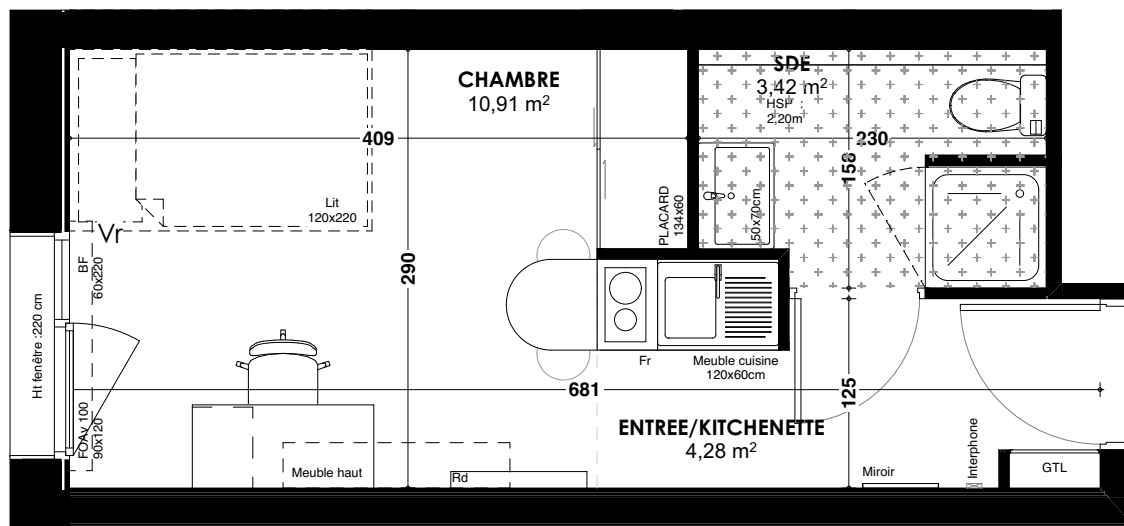 CHAMBRE
10,91 m²
SDE
3,42 m²
HSP :
2,20m
409
230
158
Lit
120x220
PLACARD
134x60
50x70cm
Vr
BF
60x220
290
Ht fenêtre :220 cm
Fr
Meuble cuisine
120x60cm
681
125
FOAv 100
90x120
ENTREE/KITCHENETTE
4,28 m²
Meuble haut
Rd
Miroir
Interphone
GTL